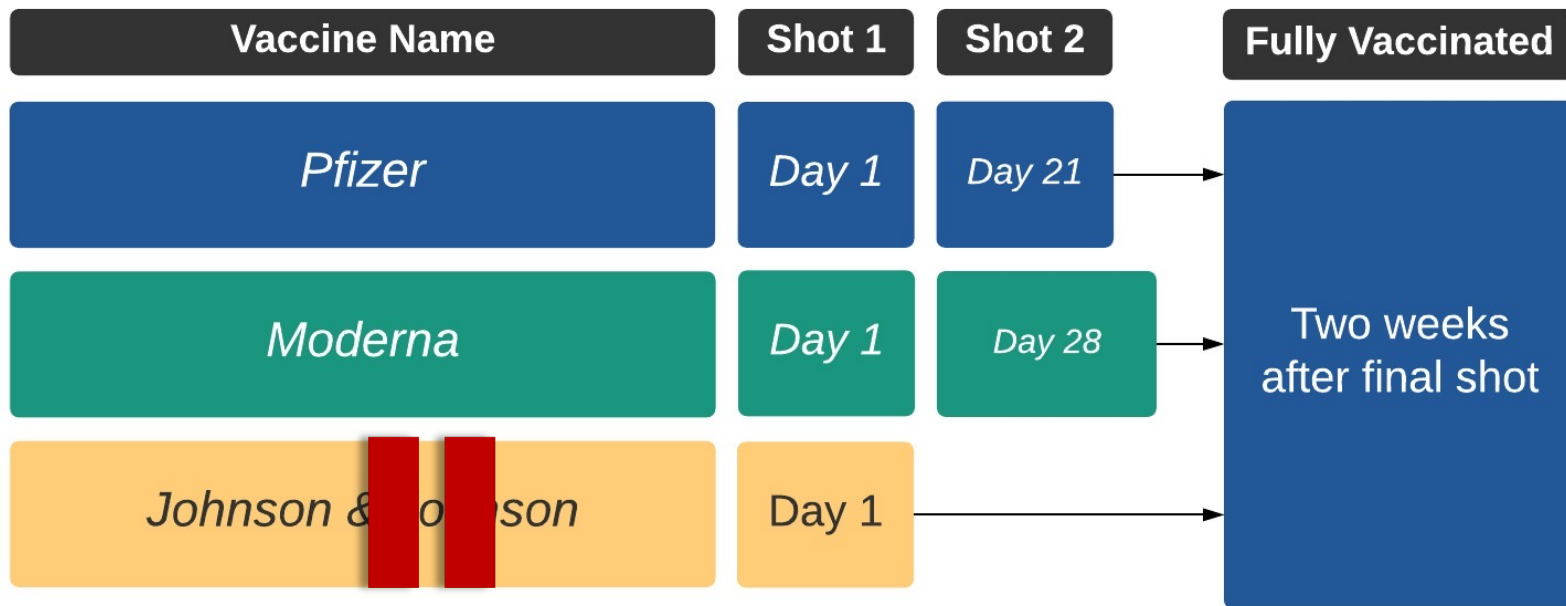 Vaccine Name Shot 1 Shot 2 Fully Vaccinated
Pfizer Day 1 Day 21
Moderna Day 1 Day 28
Two weeks
after final shot
Johnson & Day 1